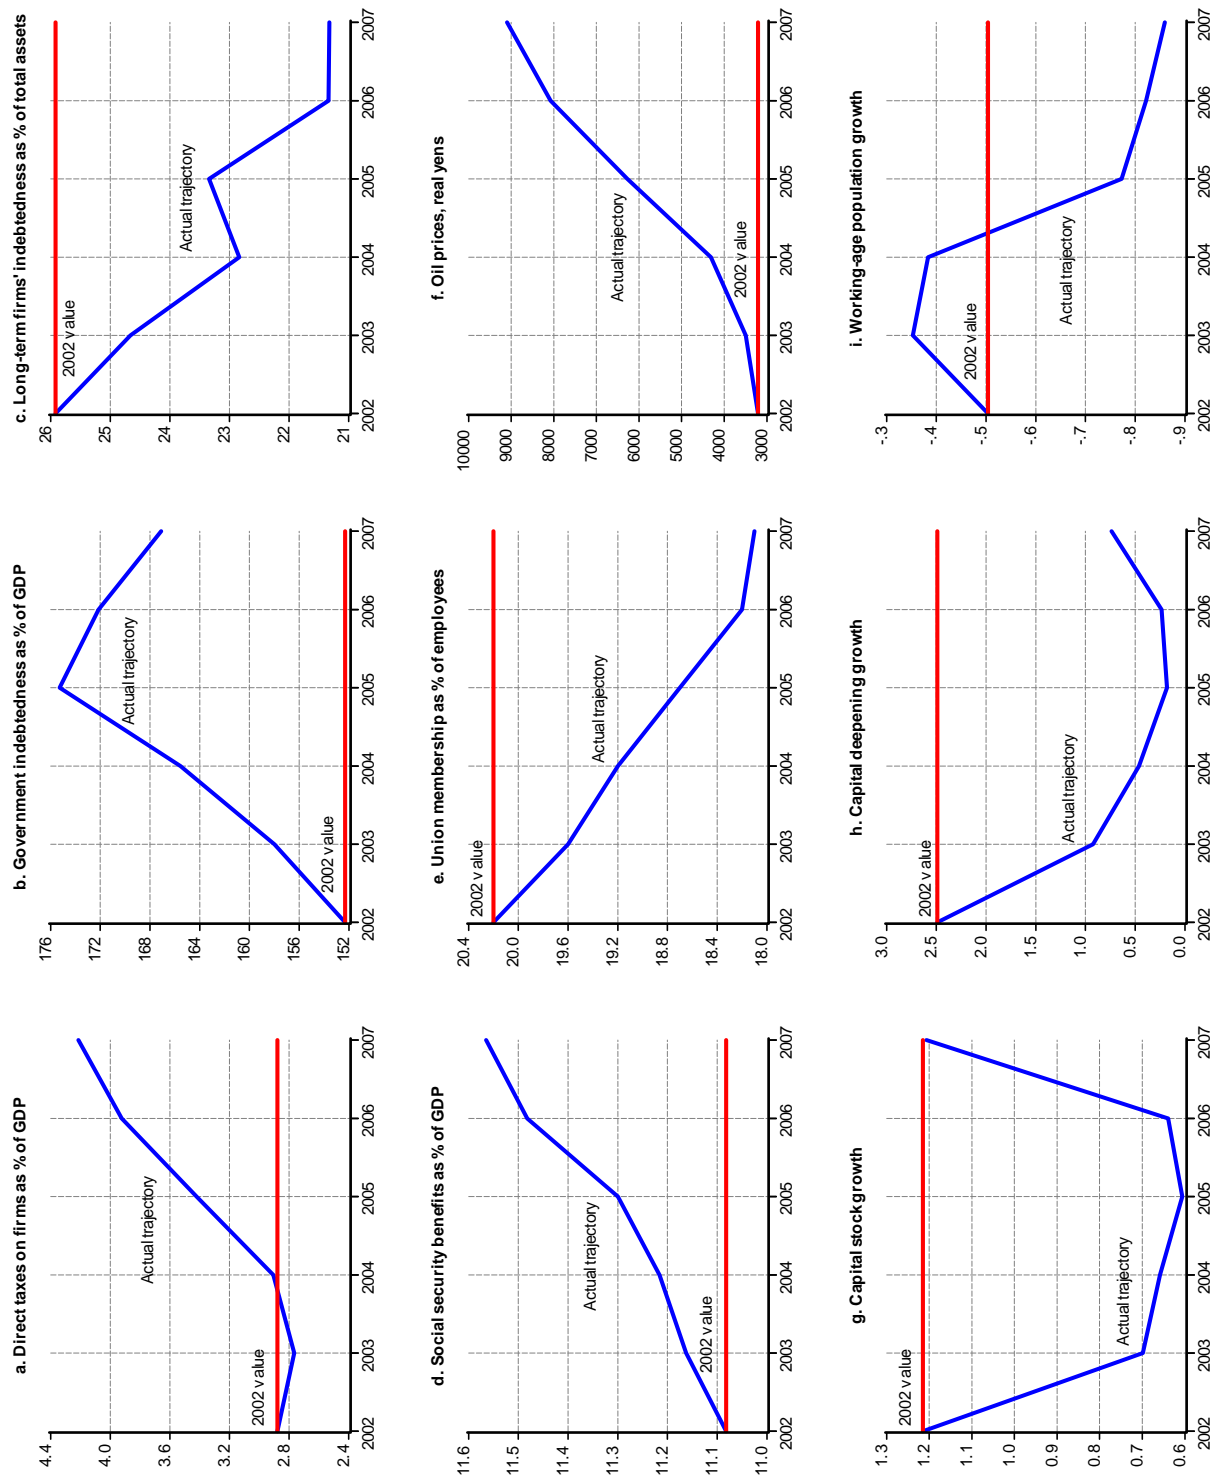 a. Direct taxes on firms as % of GDP
4.4
4.0
3.6
3.2
2.8
2.4
Actual trajectory
2002 value
2002 2003 2004 2005 2006 2007
b. Government indebtedness as % of GDP
176
172
168
164
160
156
152
Actual trajectory
2002 value
2002 2003 2004 2005 2006 2007
c. Long-term firms' indebtedness as % of total assets
26
25
24
23
22
21
2002 value
Actual trajectory
2002 2003 2004 2005 2006 2007
d. Social security benefits as % of GDP
11.6
11.5
11.4
11.3
11.2
11.1
11.0
Actual trajectory
2002 value
2002 2003 2004 2005 2006 2007
e. Union membership as % of employees
20.4
20.0
19.6
19.2
18.8
18.4
18.0
2002 value
Actual trajectory
2002 2003 2004 2005 2006 2007
f. Oil prices, real yens
10000
9000
8000
7000
6000
5000
4000
3000
Actual trajectory
2002 value
2002 2003 2004 2005 2006 2007
g. Capital stock growth
1.3
1.2
1.1
1.0
0.9
0.8
0.7
0.6
2002 value
Actual trajectory
2002 2003 2004 2005 2006 2007
h. Capital deepening growth
3.0
2.5
2.0
1.5
1.0
0.5
0.0
2002 value
Actual trajectory
2002 2003 2004 2005 2006 2007
i. Working-age population growth
-.3
-.4
-.5
-.6
-.7
-.8
-.9
2002 value
Actual trajectory
2002 2003 2004 2005 2006 2007